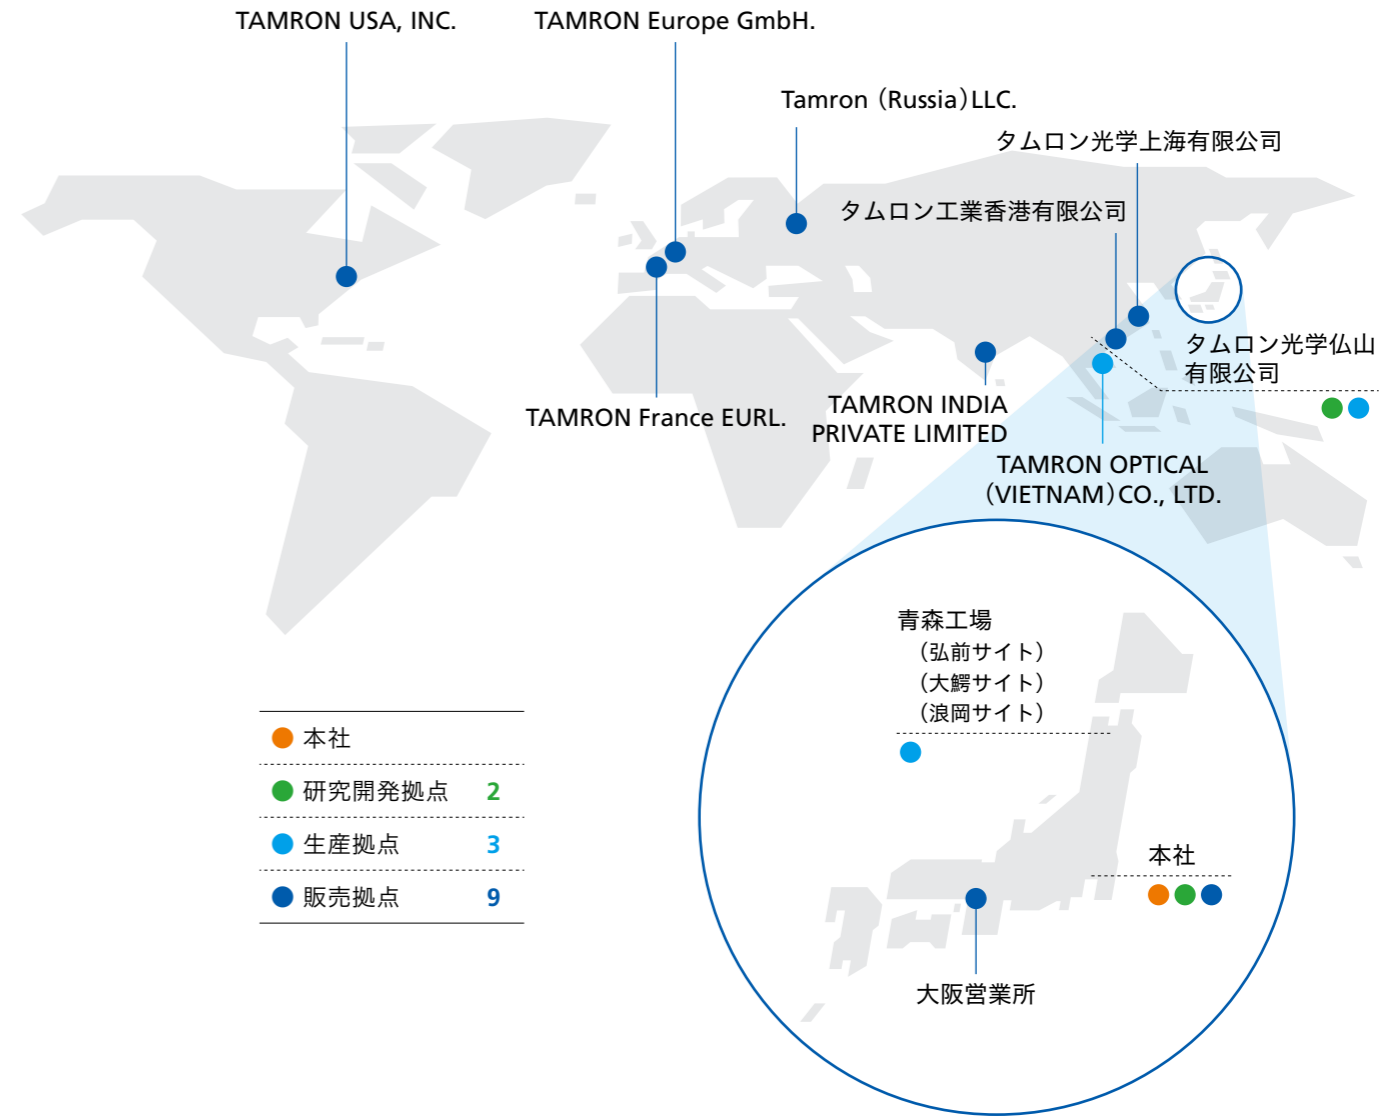 TAMRON USA, INC.
TAMRON Europe GmbH.
Tamron（Russia）LLC.
タムロン光学上海有限公司
タムロン工業香港有限公司
タムロン光学仏山
有限公司
TAMRON France EURL.
TAMRON INDIA
PRIVATE LIMITED
TAMRON OPTICAL
（VIETNAM）CO., LTD.
青森工場
（弘前サイト）
（大鰐サイト）
（浪岡サイト）
本社
大阪営業所
本社
研究開発拠点 2
生産拠点 3
販売拠点 9